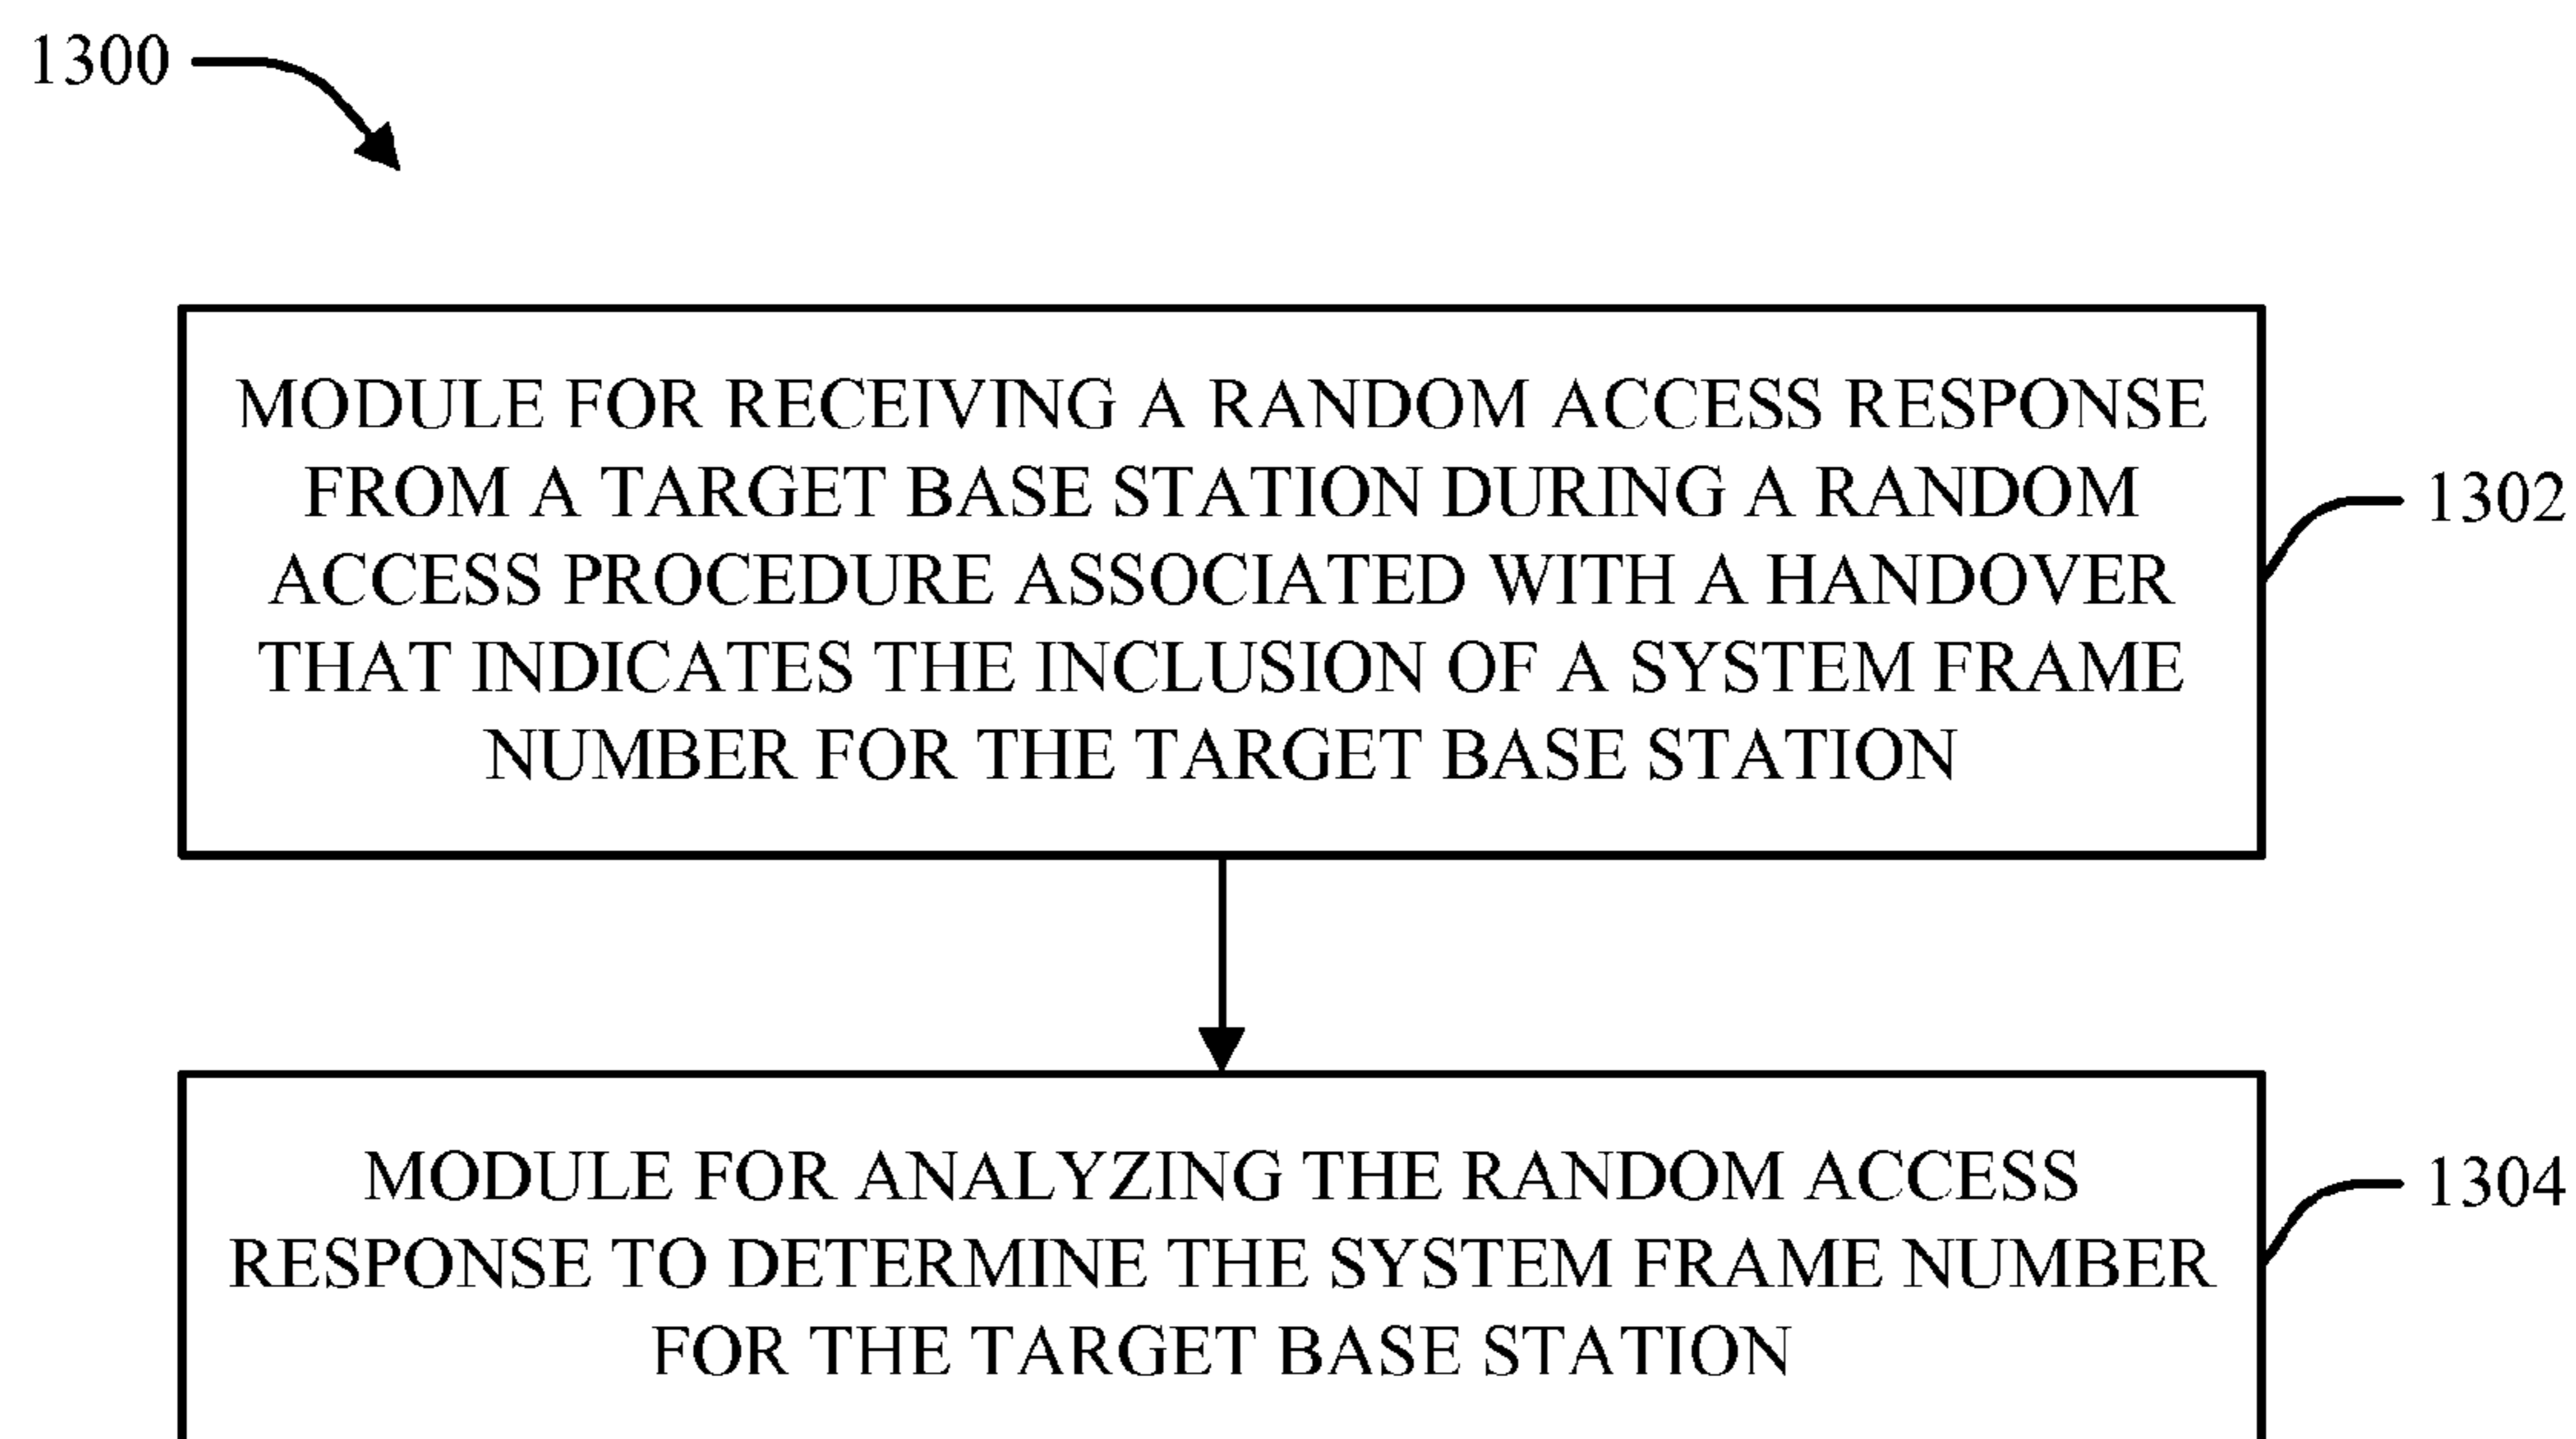 1300
MODULE FOR RECEIVING A RANDOM ACCESS RESPONSE
FROM A TARGET BASE STATION DURING A RANDOM
ACCESS PROCEDURE ASSOCIATED WITH A HANDOVER
THAT INDICATES THE INCLUSION OF A SYSTEM FRAME
NUMBER FOR THE TARGET BASE STATION
1302
MODULE FOR ANALYZING THE RANDOM ACCESS
RESPONSE TO DETERMINE THE SYSTEM FRAME NUMBER
FOR THE TARGET BASE STATION
1304